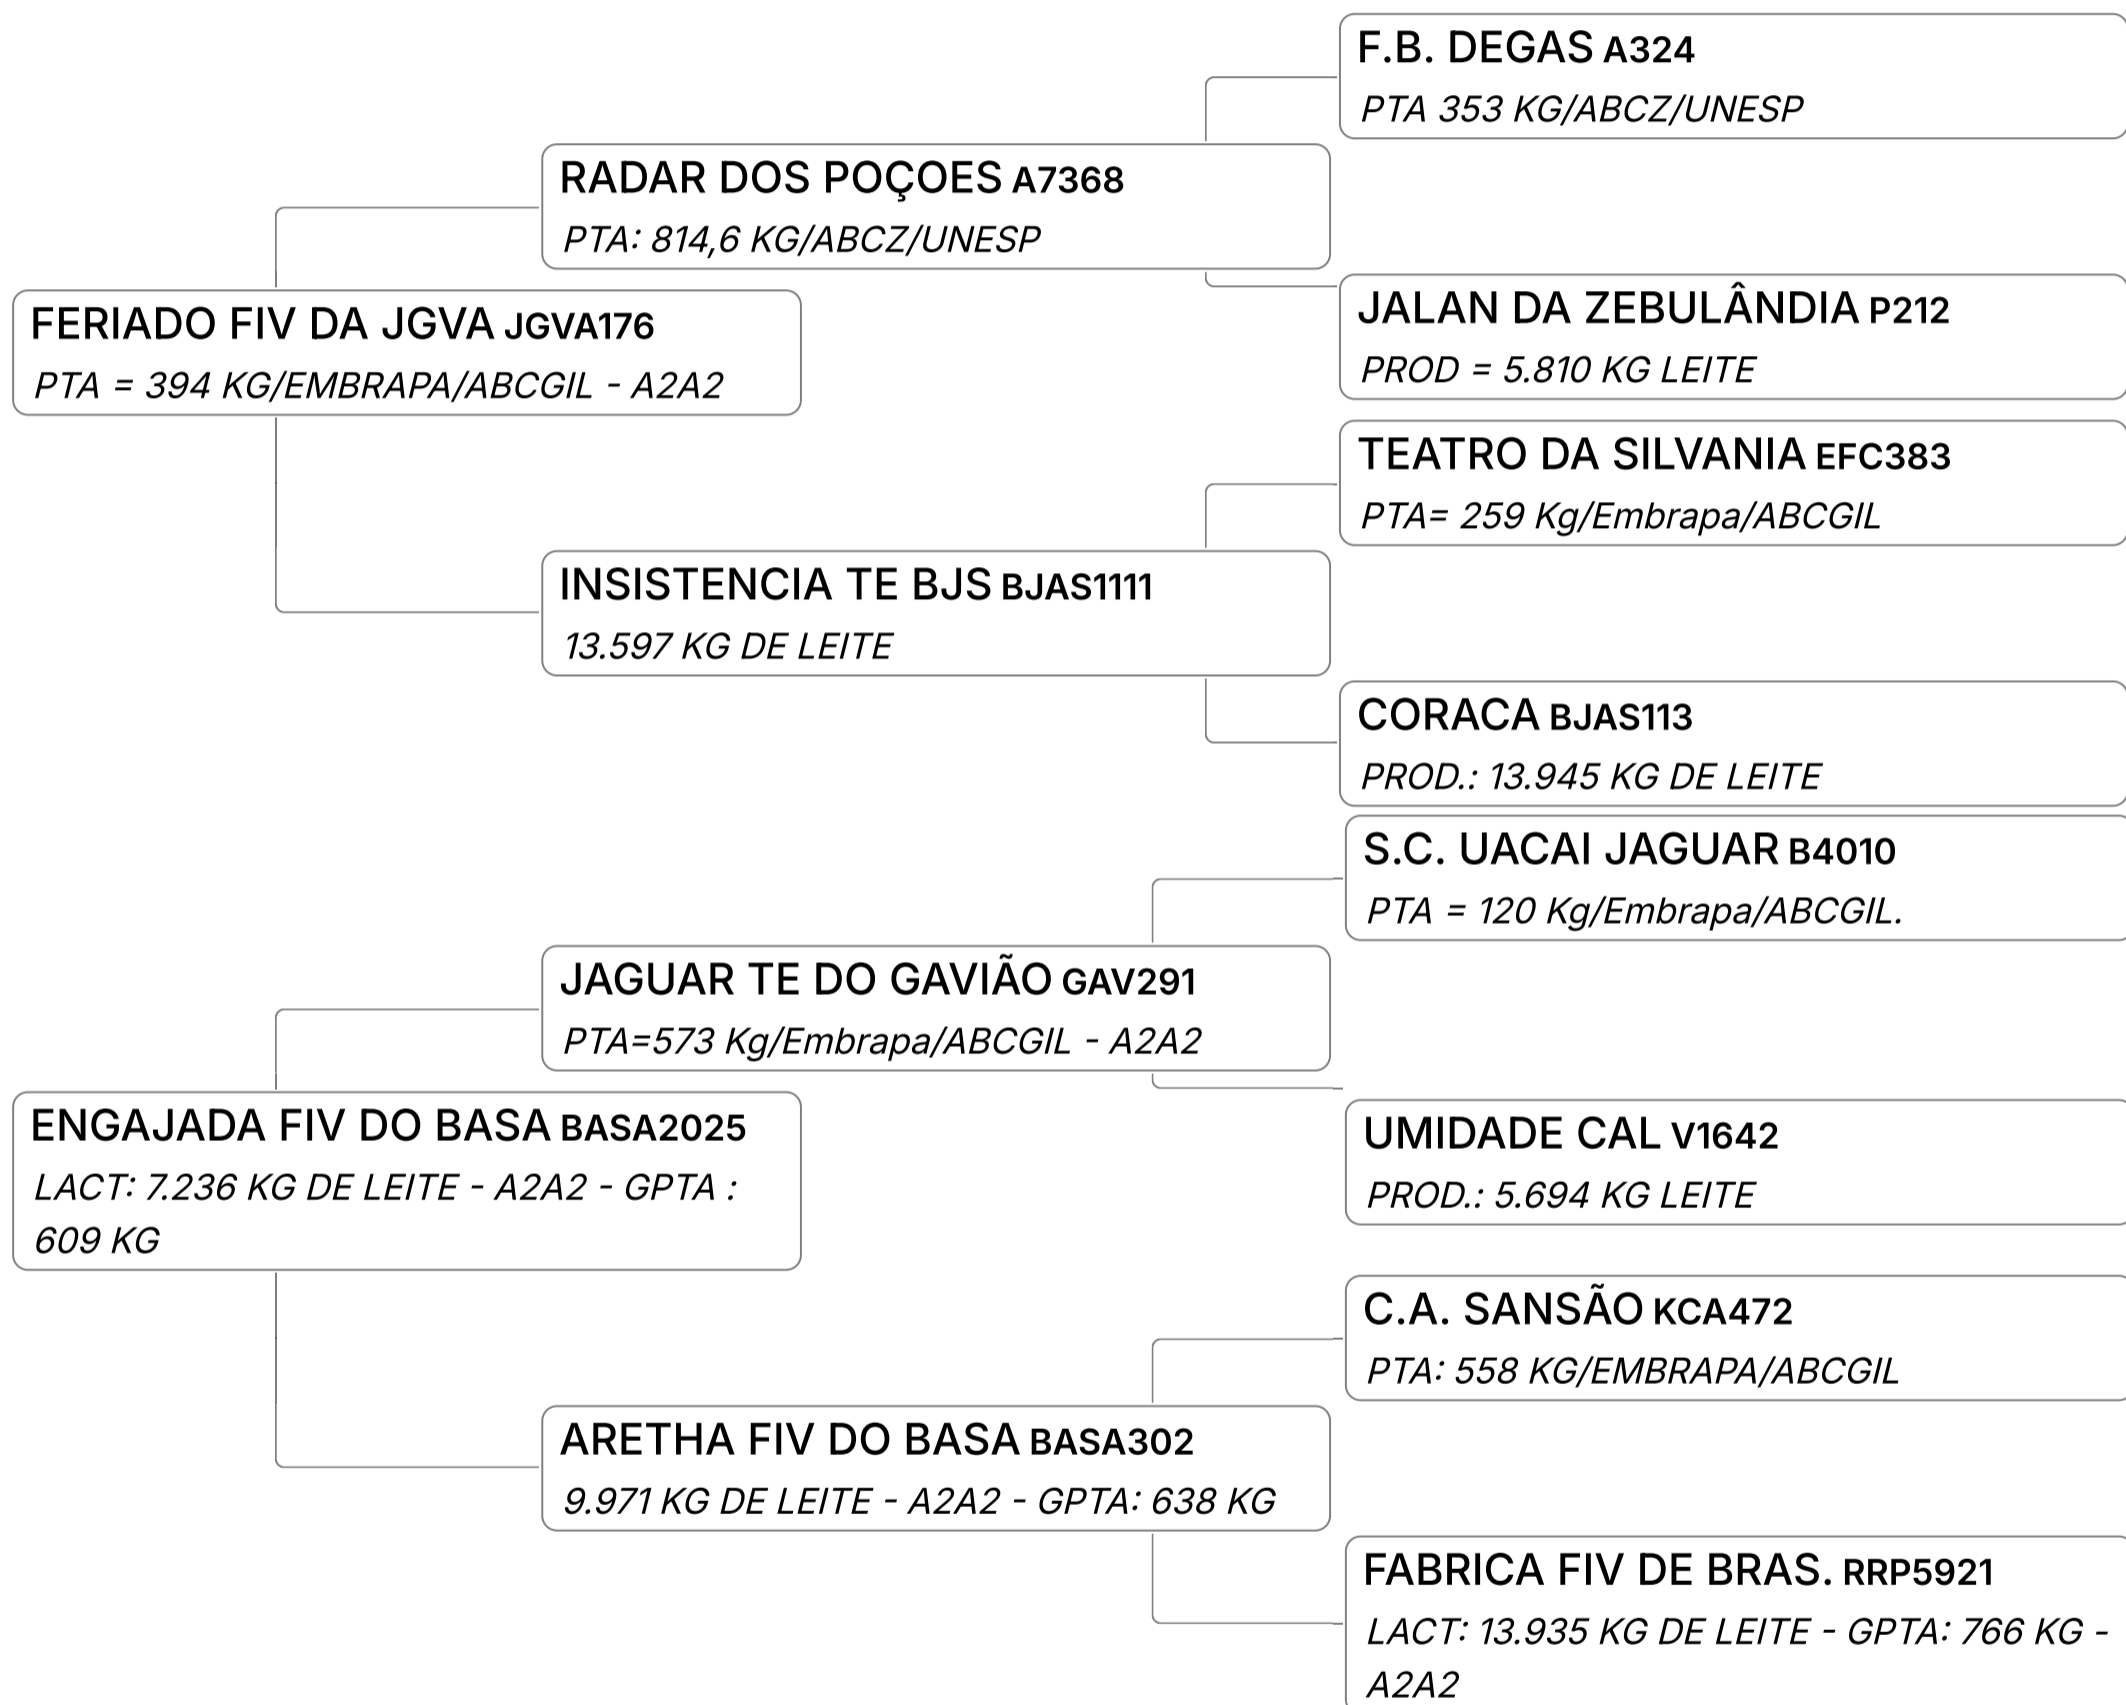 F.B. DEGAS A324
PTA 353 KG/ABCZ/UNESP
RADAR DOS POÇOES A7368
PTA: 814,6 KG/ABCZ/UNESP
JALAN DA ZEBULÂNDIA P212
PROD = 5.810 KG LEITE
FERIADO FIV DA JGVA JGVA176
PTA = 394 KG/EMBRAPA/ABCGIL - A2A2
TEATRO DA SILVANIA EFC383
PTA= 259 Kg/Embrapa/ABCGIL
INSISTENCIA TE BJS BJAS1111
13.597 KG DE LEITE
CORACA BJAS113
PROD.: 13.945 KG DE LEITE
S.C. UACAI JAGUAR B4010
PTA = 120 Kg/Embrapa/ABCGIL.
JAGUAR TE DO GAVIÃO GAV291
PTA=573 Kg/Embrapa/ABCGIL - A2A2
UMIDADE CAL V1642
PROD.: 5.694 KG LEITE
ENGAJADA FIV DO BASA BASA2025
LACT: 7.236 KG DE LEITE - A2A2 - GPTA :
609 KG
C.A. SANSÃO KCA472
PTA: 558 KG/EMBRAPA/ABCGIL
ARETHA FIV DO BASA BASA302
9.971 KG DE LEITE - A2A2 - GPTA: 638 KG
FABRICA FIV DE BRAS. RRP5921
LACT: 13.935 KG DE LEITE - GPTA: 766 KG -
A2A2